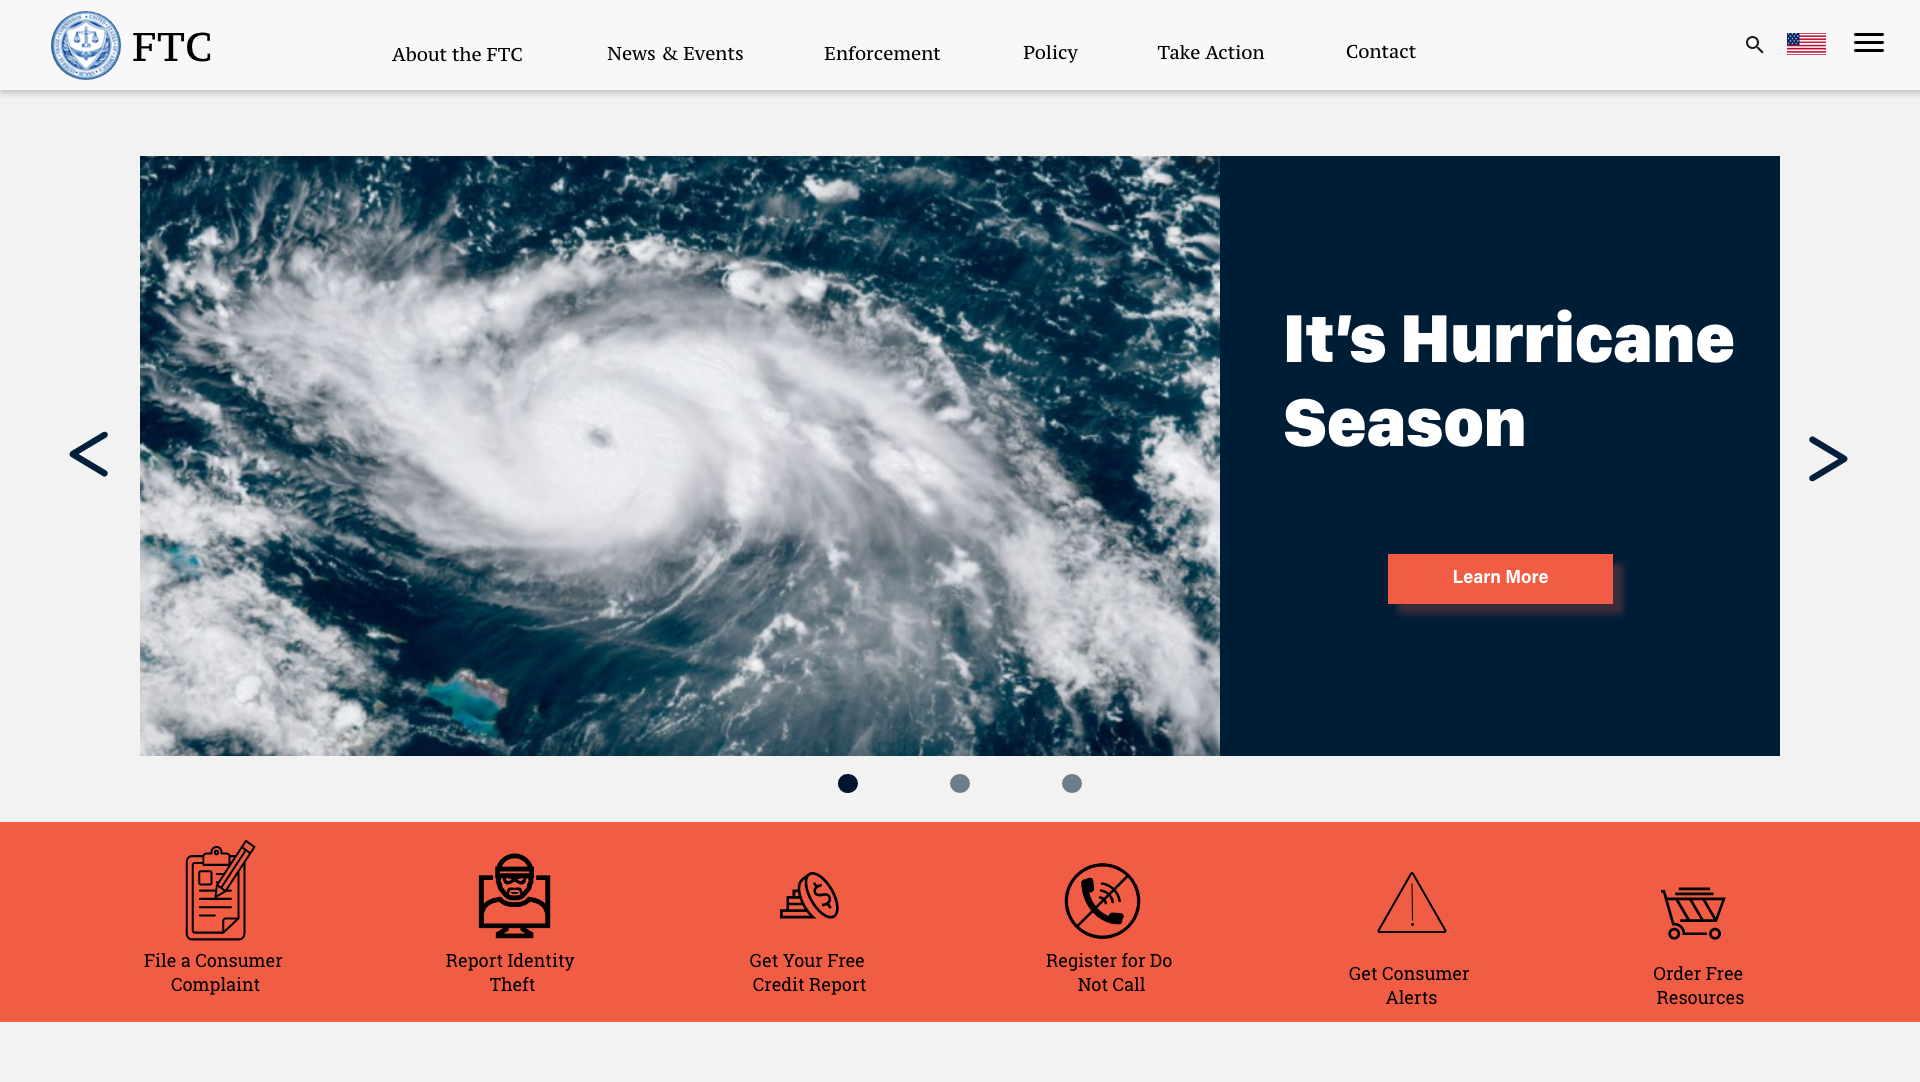 FTC
About the FTC
News & Events
Enforcement
Policy
Take Action
Contact
It’s Hurricane
Season
Learn More
File a Consumer
Complaint
Report Identity
Theft
Get Your Free
Credit Report
Register for Do
Not Call
Get Consumer
Alerts
Order Free
Resources